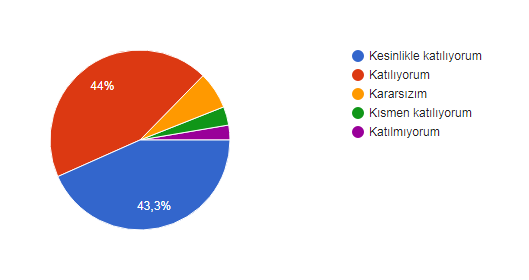 44%
43,3%
Kesinlikle katılıyorum
Katılıyorum
Kararsızım
Kısmen katılıyorum
Katılmıyorum